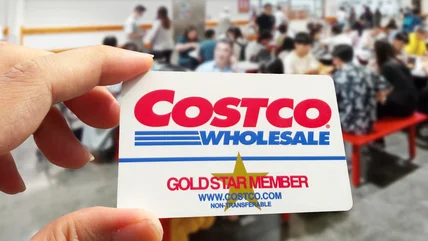 COSTCO
WHOLESALE
GOLD STAR MEMBER
WWW.COSTCO.COM
NON-TRANSFERABLE